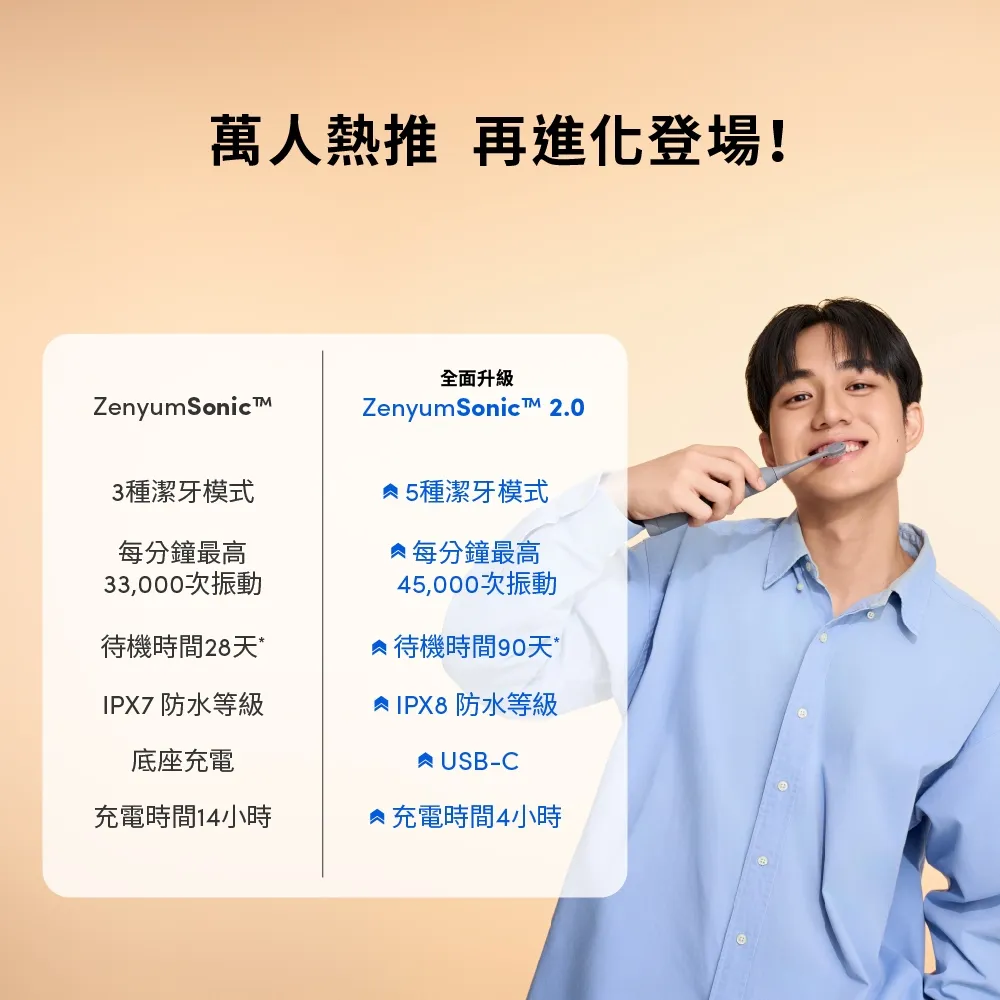 萬人熱推 再進化登場!
ZenyumSonic™
3種潔牙模式
每分鐘最高
33,000次振動
待機時間28天*
IPX7 防水等級
底座充電
充電時間14小時
全面升級
ZenyumSonic™ 2.0
5種潔牙模式
每分鐘最高
45,000次振動
待機時間90天*
IPX8 防水等級
USB-C
充電時間4小時